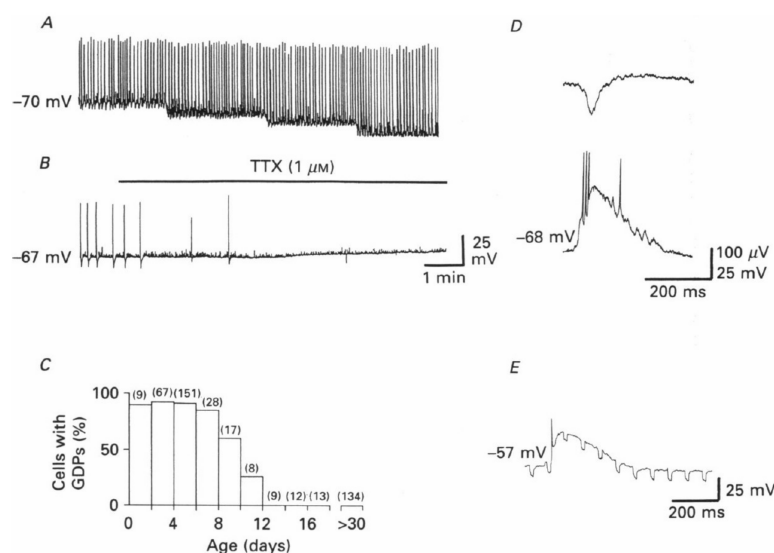 A
−70 mV
B
TTX (1 μM)
−67 mV
25
mV
1 min
C
Cells with
GDPs (%)
100
50
0
(9)
(67)
(151)
(28)
(17)
(8)
(9)
(12)
(13)
(134)
0
4
8
12
16
>30
Age (days)
D
−68 mV
100 μV
25 mV
200 ms
E
−57 mV
25 mV
200 ms